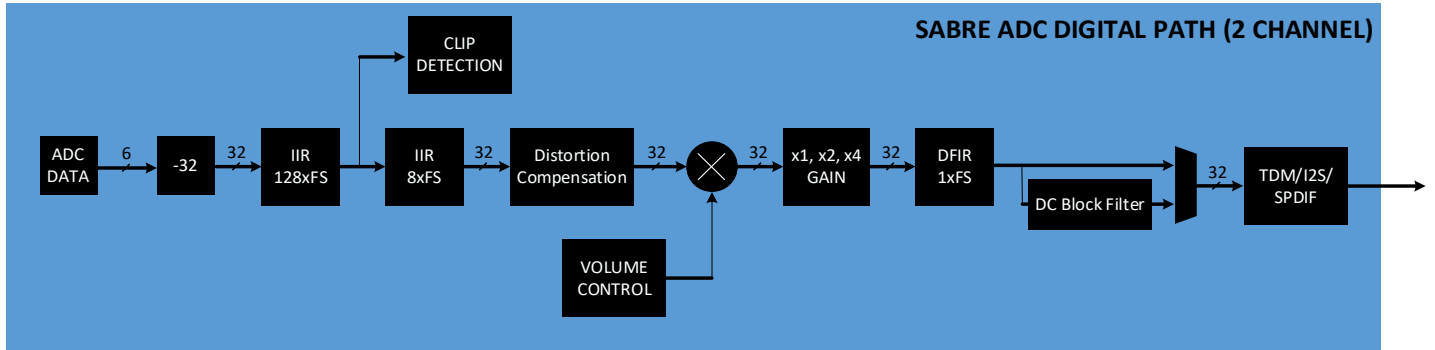 SABRE ADC DIGITAL PATH (2 CHANNEL)
CLIP
DETECTION
ADC
DATA
6
-32
32
IIR
128xFS
IIR
8xFS
32
Distortion
Compensation
32
32
x1, x2, x4
GAIN
32
DFIR
1xFS
DC Block Filter
32
TDM/I2S/
SPDIF
VOLUME
CONTROL